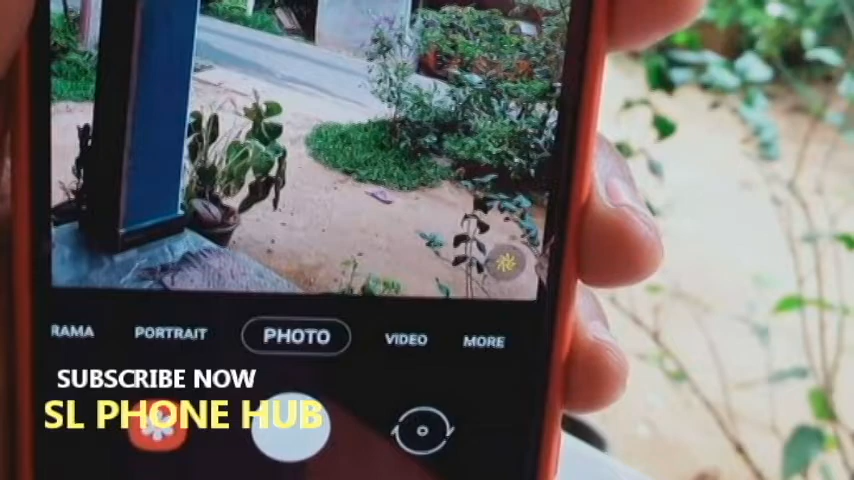 RAMA PORTRAIT PHOTO VIDEO MORE
SUBSCRIBE NOW
SL PHONE HUB